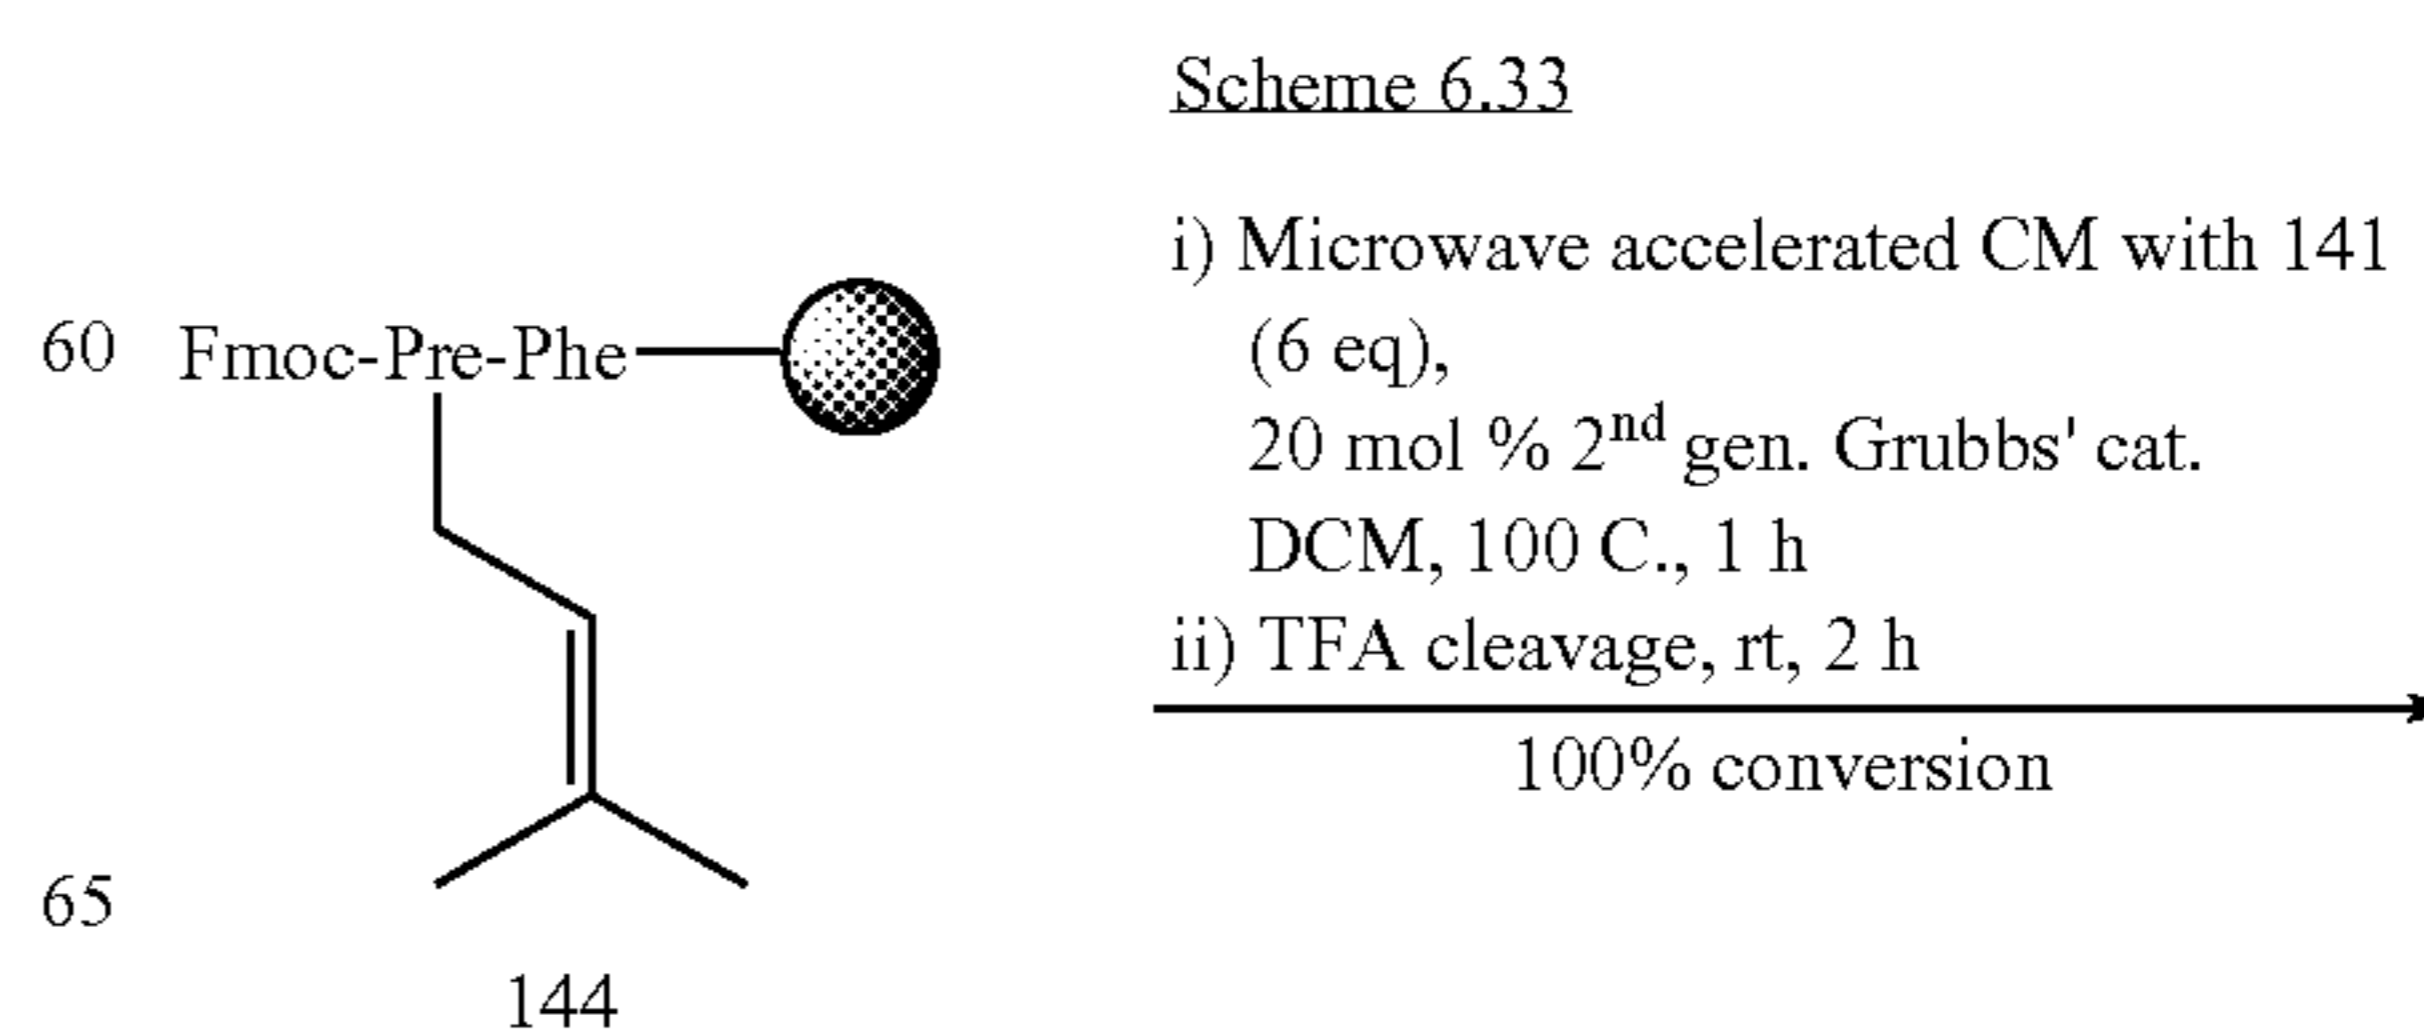 Scheme 6.33
i) Microwave accelerated CM with 141
60 Fmoc-Pre-Phe
(6 eq),
20 mol % 2nd gen. Grubbs' cat.
DCM, 100 C., 1 h
ii) TFA cleavage, rt, 2 h
100% conversion
65
144